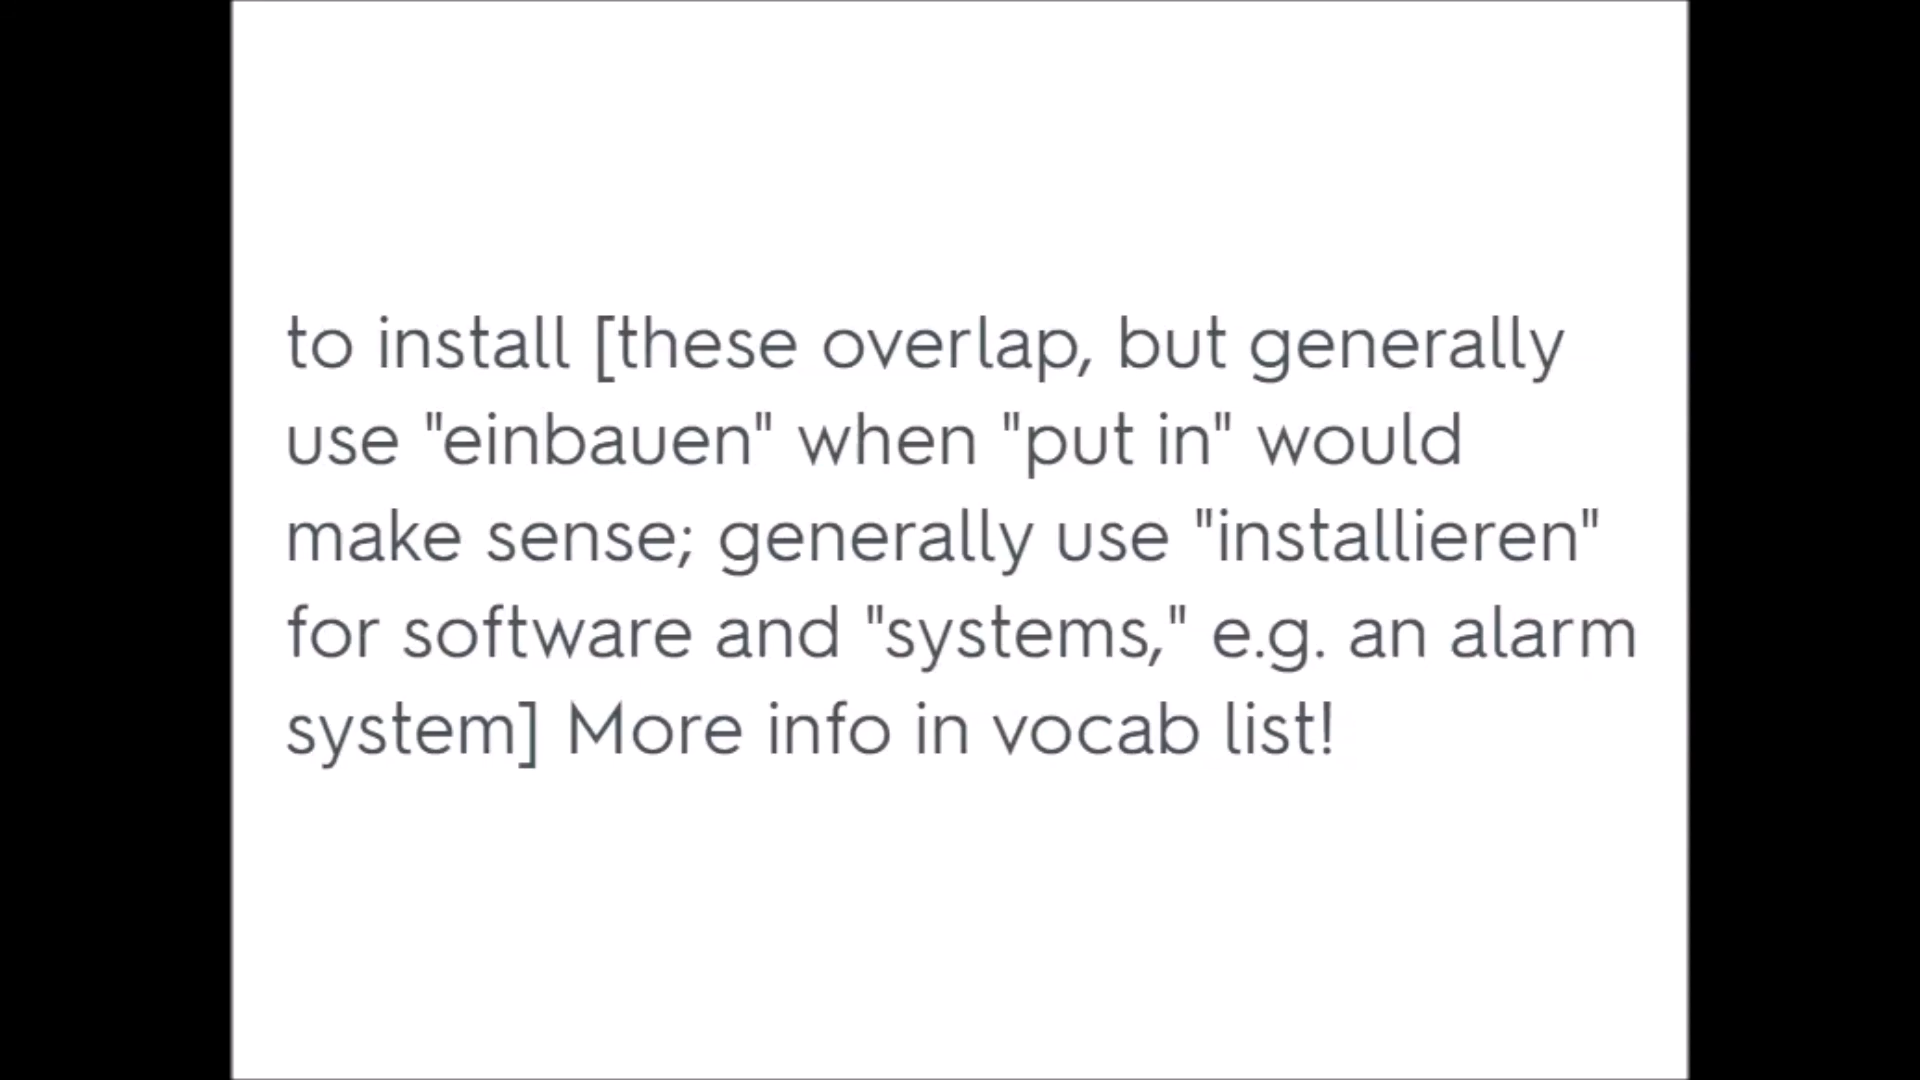 to install [these overlap, but generally
use "einbauen" when "put in" would
make sense; generally use "installieren"
for software and "systems," e.g. an alarm
system] More info in vocab list!